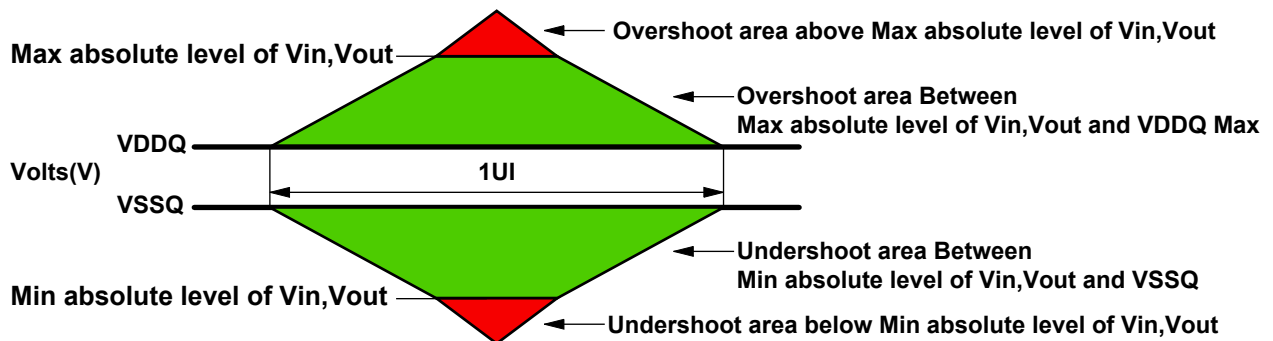 Overshoot area above Max absolute level of Vin,Vout
Max absolute level of Vin,Vout
Overshoot area Between
Max absolute level of Vin,Vout and VDDQ Max
VDDQ
Volts(V)
1UI
VSSQ
Undershoot area Between
Min absolute level of Vin,Vout and VSSQ
Min absolute level of Vin,Vout
Undershoot area below Min absolute level of Vin,Vout